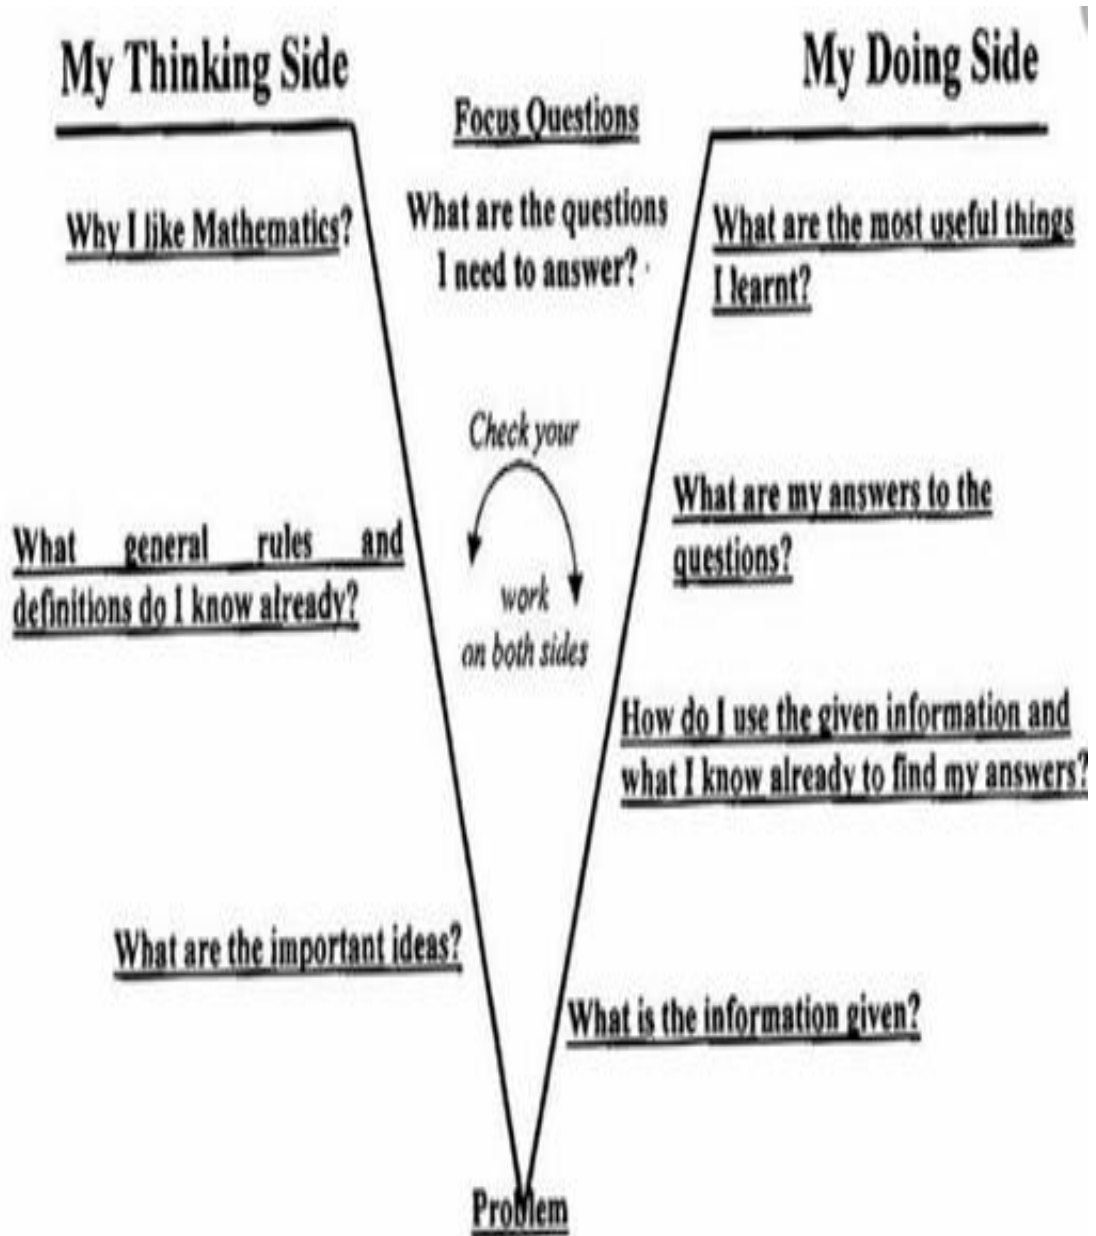 My Thinking Side
My Doing Side
Focus Questions
Why I like Mathematics?
What are the questions
I need to answer?
What are the most useful things
I learnt?
Check your
work
on both sides
What general rules and
definitions do I know already?
What are my answers to the
questions?
How do I use the given information and
what I know already to find my answers?
What are the important ideas?
What is the information given?
Problem